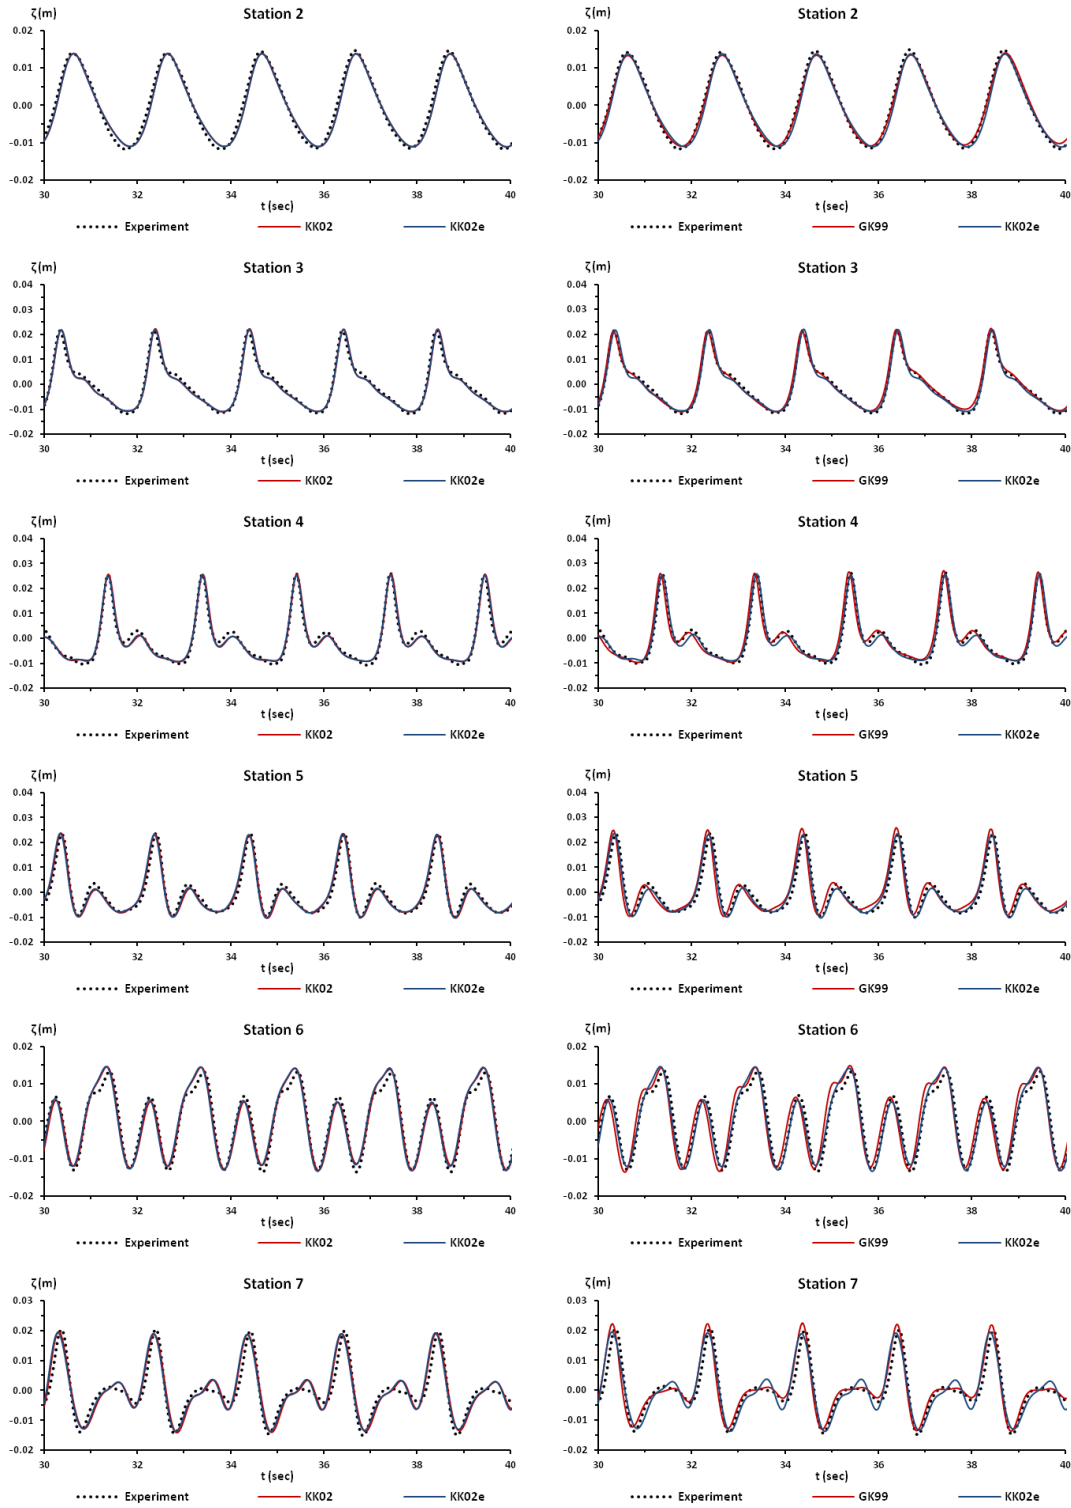 ζ(m) Station 2 ζ(m) Station 2
0.02 0.02
0.01 0.01
0.00 0.00
-0.01 -0.01
-0.02 -0.02
30 32 34 36 38 40 30 32 34 36 38 40
t (sec) t (sec)
Experiment KK02 KK02e Experiment GK99 KK02e
ζ(m) Station 3 ζ(m) Station 3
0.04 0.04
0.03 0.03
0.02 0.02
0.01 0.01
0.00 0.00
-0.01 -0.01
-0.02 -0.02
30 32 34 36 38 40 30 32 34 36 38 40
t (sec) t (sec)
Experiment KK02 KK02e Experiment GK99 KK02e
ζ(m) Station 4 ζ(m) Station 4
0.04 0.04
0.03 0.03
0.02 0.02
0.01 0.01
0.00 0.00
-0.01 -0.01
-0.02 -0.02
30 32 34 36 38 40 30 32 34 36 38 40
t (sec) t (sec)
Experiment KK02 KK02e Experiment GK99 KK02e
ζ(m) Station 5 ζ(m) Station 5
0.04 0.04
0.03 0.03
0.02 0.02
0.01 0.01
0.00 0.00
-0.01 -0.01
-0.02 -0.02
30 32 34 36 38 40 30 32 34 36 38 40
t (sec) t (sec)
Experiment KK02 KK02e Experiment GK99 KK02e
ζ(m) Station 6 ζ(m) Station 6
0.02 0.02
0.01 0.01
0.00 0.00
-0.01 -0.01
-0.02 -0.02
30 32 34 36 38 40 30 32 34 36 38 40
t (sec) t (sec)
Experiment KK02 KK02e Experiment GK99 KK02e
ζ(m) Station 7 ζ(m) Station 7
0.03 0.03
0.02 0.02
0.01 0.01
0.00 0.00
-0.01 -0.01
-0.02 -0.02
30 32 34 36 38 40 30 32 34 36 38 40
t (sec) t (sec)
Experiment KK02 KK02e Experiment GK99 KK02e